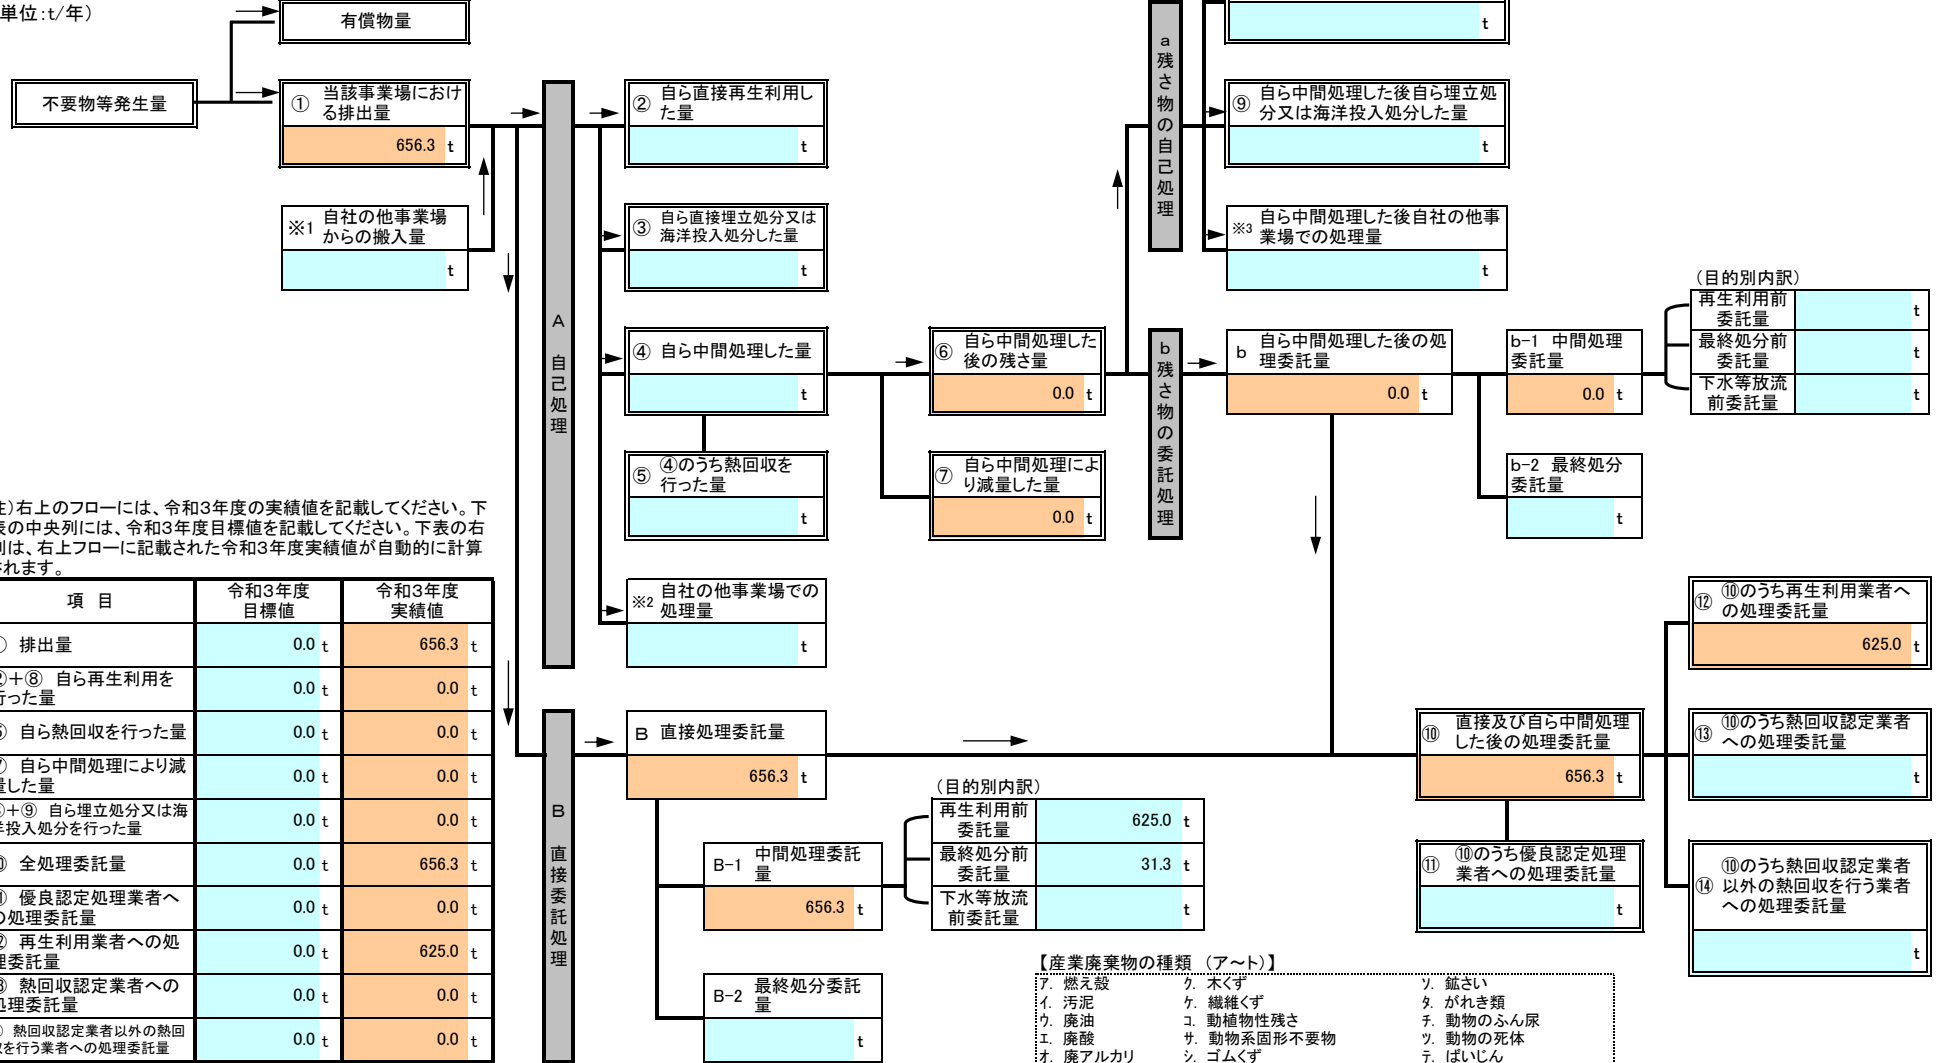 単位:t/年)
有償物量
不要物等発生量
① 当該事業場におけ
る排出量
656.3 t
※1 自社の他事業場
からの搬入量
t
A 自己処理
② 自ら直接再生利用し
た量
t
③ 自ら直接埋立処分又は
海洋投入処分した量
t
④ 自ら中間処理した量
t
⑤ ④のうち熱回収を
行った量
t
※2 自社の他事業場での
処理量
t
⑥ 自ら中間処理した
後の残さ量
0.0 t
⑦ 自ら中間処理によ
り減量した量
0.0 t
a残さ物の自己処理
t
⑨ 自ら中間処理した後自ら埋立処
分又は海洋投入処分した量
t
※3 自ら中間処理した後自社の他事
業場での処理量
t
b残さ物の委託処理
b 自ら中間処理した後の処
理委託量
0.0 t
b-1 中間処理
委託量
0.0 t
b-2 最終処分
委託量
t
(目的別内訳)
再生利用前
委託量
t
最終処分前
委託量
t
下水等放流
前委託量
t
)右上のフローには、令和3年度の実績値を記載してください。下
表の中央列には、令和3年度目標値を記載してください。下表の右
列は、右上フローに記載された令和3年度実績値が自動的に計算
されます。
項 目
令和3年度
目標値
令和3年度
実績値
排出量
0.0 t
656.3 t
+⑧ 自ら再生利用を
行った量
0.0 t
0.0 t
自ら熱回収を行った量
0.0 t
0.0 t
自ら中間処理により減
量した量
0.0 t
0.0 t
+⑨ 自ら埋立処分又は海
洋投入処分を行った量
0.0 t
0.0 t
全処理委託量
0.0 t
656.3 t
優良認定処理業者へ
の処理委託量
0.0 t
0.0 t
再生利用業者への処
理委託量
0.0 t
625.0 t
熱回収認定業者への
処理委託量
0.0 t
0.0 t
熱回収認定業者以外の熱回
収を行う業者への処理委託量
0.0 t
0.0 t
B 直接委託処理
B 直接処理委託量
656.3 t
B-1 中間処理委託
量
656.3 t
B-2 最終処分委託
量
t
(目的別内訳)
再生利用前
委託量
625.0 t
最終処分前
委託量
31.3 t
下水等放流
前委託量
t
⑩ 直接及び自ら中間処理
した後の処理委託量
656.3 t
⑪ ⑩のうち優良認定処理
業者への処理委託量
t
⑫ ⑩のうち再生利用業者へ
の処理委託量
625.0 t
⑬ ⑩のうち熱回収認定業者
への処理委託量
t
⑭ ⑩のうち熱回収認定業者
以外の熱回収を行う業者
への処理委託量
t
【産業廃棄物の種類 (ア~ト)】
ア. 燃え殻 ク. 木くず ソ. 鉱さい
イ. 汚泥 ケ. 繊維くず タ. がれき類
ウ. 廃油 コ. 動植物性残さ チ. 動物のふん尿
エ. 廃酸 サ. 動物系固形不要物 ツ. 動物の死体
オ. 廃アルカリ シ. ゴムくず テ. ばいじん